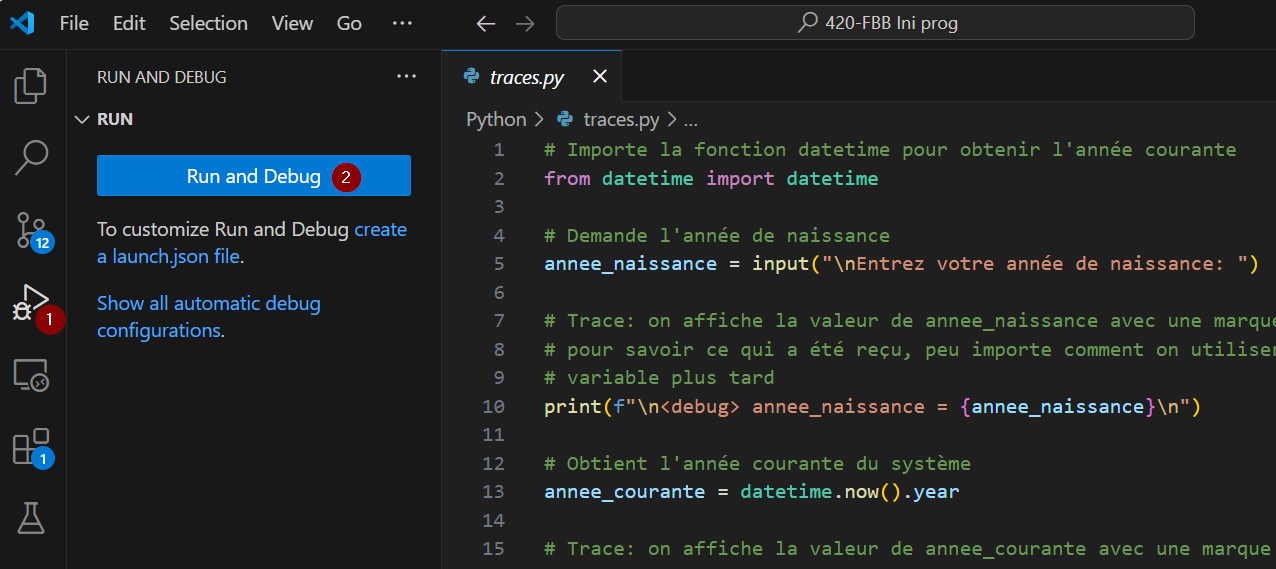 File Edit Selection View Go ···
420-FBB Ini prog
RUN AND DEBUG ···
RUN
Run and Debug 2
To customize Run and Debug create
a launch.json file.
Show all automatic debug
configurations.
12
1
1
traces.py
Python > traces.py > ...
1 # Importe la fonction datetime pour obtenir l'année courante
2 from datetime import datetime
3
4 # Demande l'année de naissance
5 annee_naissance = input("\nEntrez votre année de naissance: ")
6
7 # Trace: on affiche la valeur de annee_naissance avec une marque
8 # pour savoir ce qui a été reçu, peu importe comment on utiliser
9 # variable plus tard
10 print(f"\n<debug> annee_naissance = {annee_naissance}\n")
11
12 # Obtient l'année courante du système
13 annee_courante = datetime.now().year
14
15 # Trace: on affiche la valeur de annee_courante avec une marque